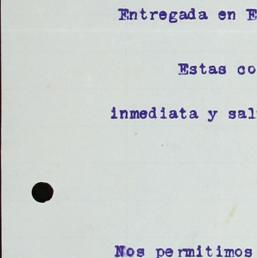 Entregada en E
Estas co
inmediata y sal
Nos permitimos